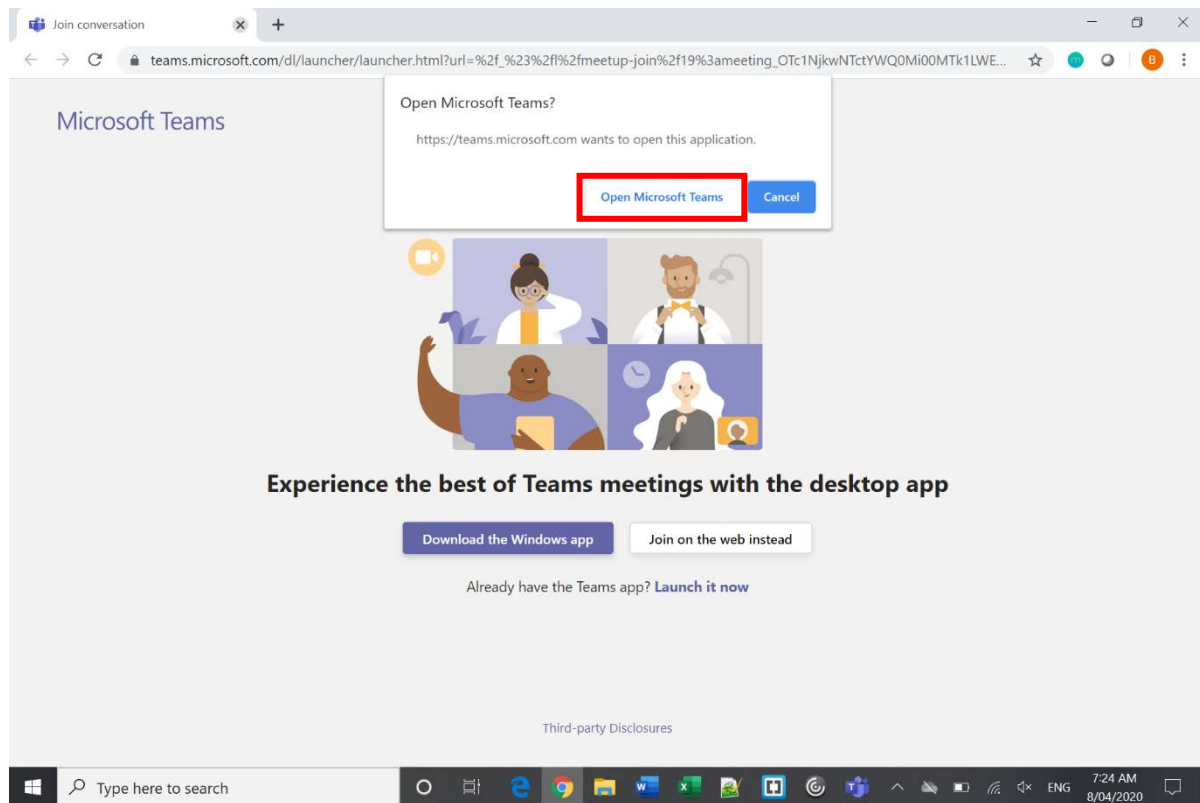 Join conversation
teams.microsoft.com/dl/launcher/launcher.html?url=%2f_%23%2fl%2fmeetup-join%2f19%3ameeting_OTc1NjkwNTctYWQ0Mi00MTk1LWE...
B
Open Microsoft Teams?
https://teams.microsoft.com wants to open this application.
Open Microsoft Teams
Cancel
Microsoft Teams
Experience the best of Teams meetings with the desktop app
Download the Windows app
Join on the web instead
Already have the Teams app? Launch it now
Third-party Disclosures
Type here to search
ENG
7:24 AM
8/04/2020